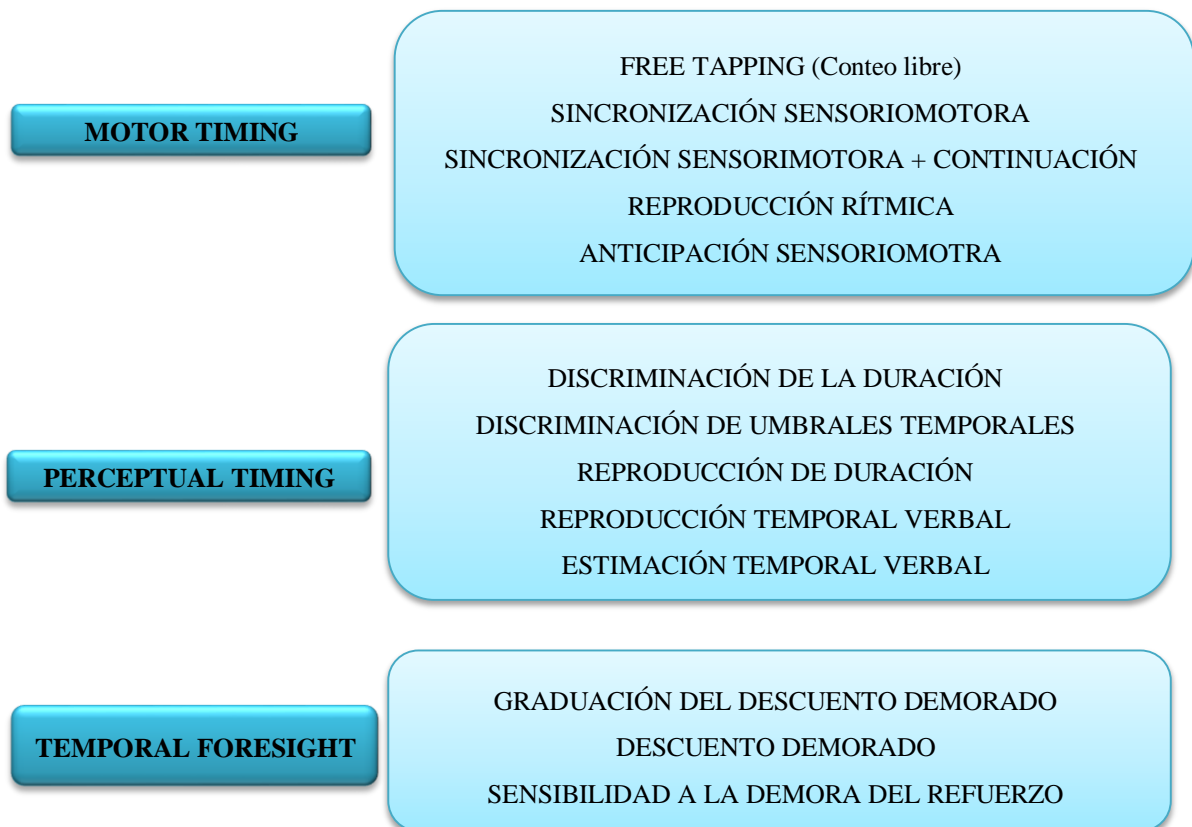 MOTOR TIMING
FREE TAPPING (Conteo libre)
SINCRONIZACIÓN SENSORIOMOTORA
SINCRONIZACIÓN SENSORIMOTORA + CONTINUACIÓN
REPRODUCCIÓN RÍTMICA
ANTICIPACIÓN SENSORIOMOTRA
PERCEPTUAL TIMING
DISCRIMINACIÓN DE LA DURACIÓN
DISCRIMINACIÓN DE UMBRALES TEMPORALES
REPRODUCCIÓN DE DURACIÓN
REPRODUCCIÓN TEMPORAL VERBAL
ESTIMACIÓN TEMPORAL VERBAL
TEMPORAL FORESIGHT
GRADUACIÓN DEL DESCUENTO DEMORADO
DESCUENTO DEMORADO
SENSIBILIDAD A LA DEMORA DEL REFUERZO